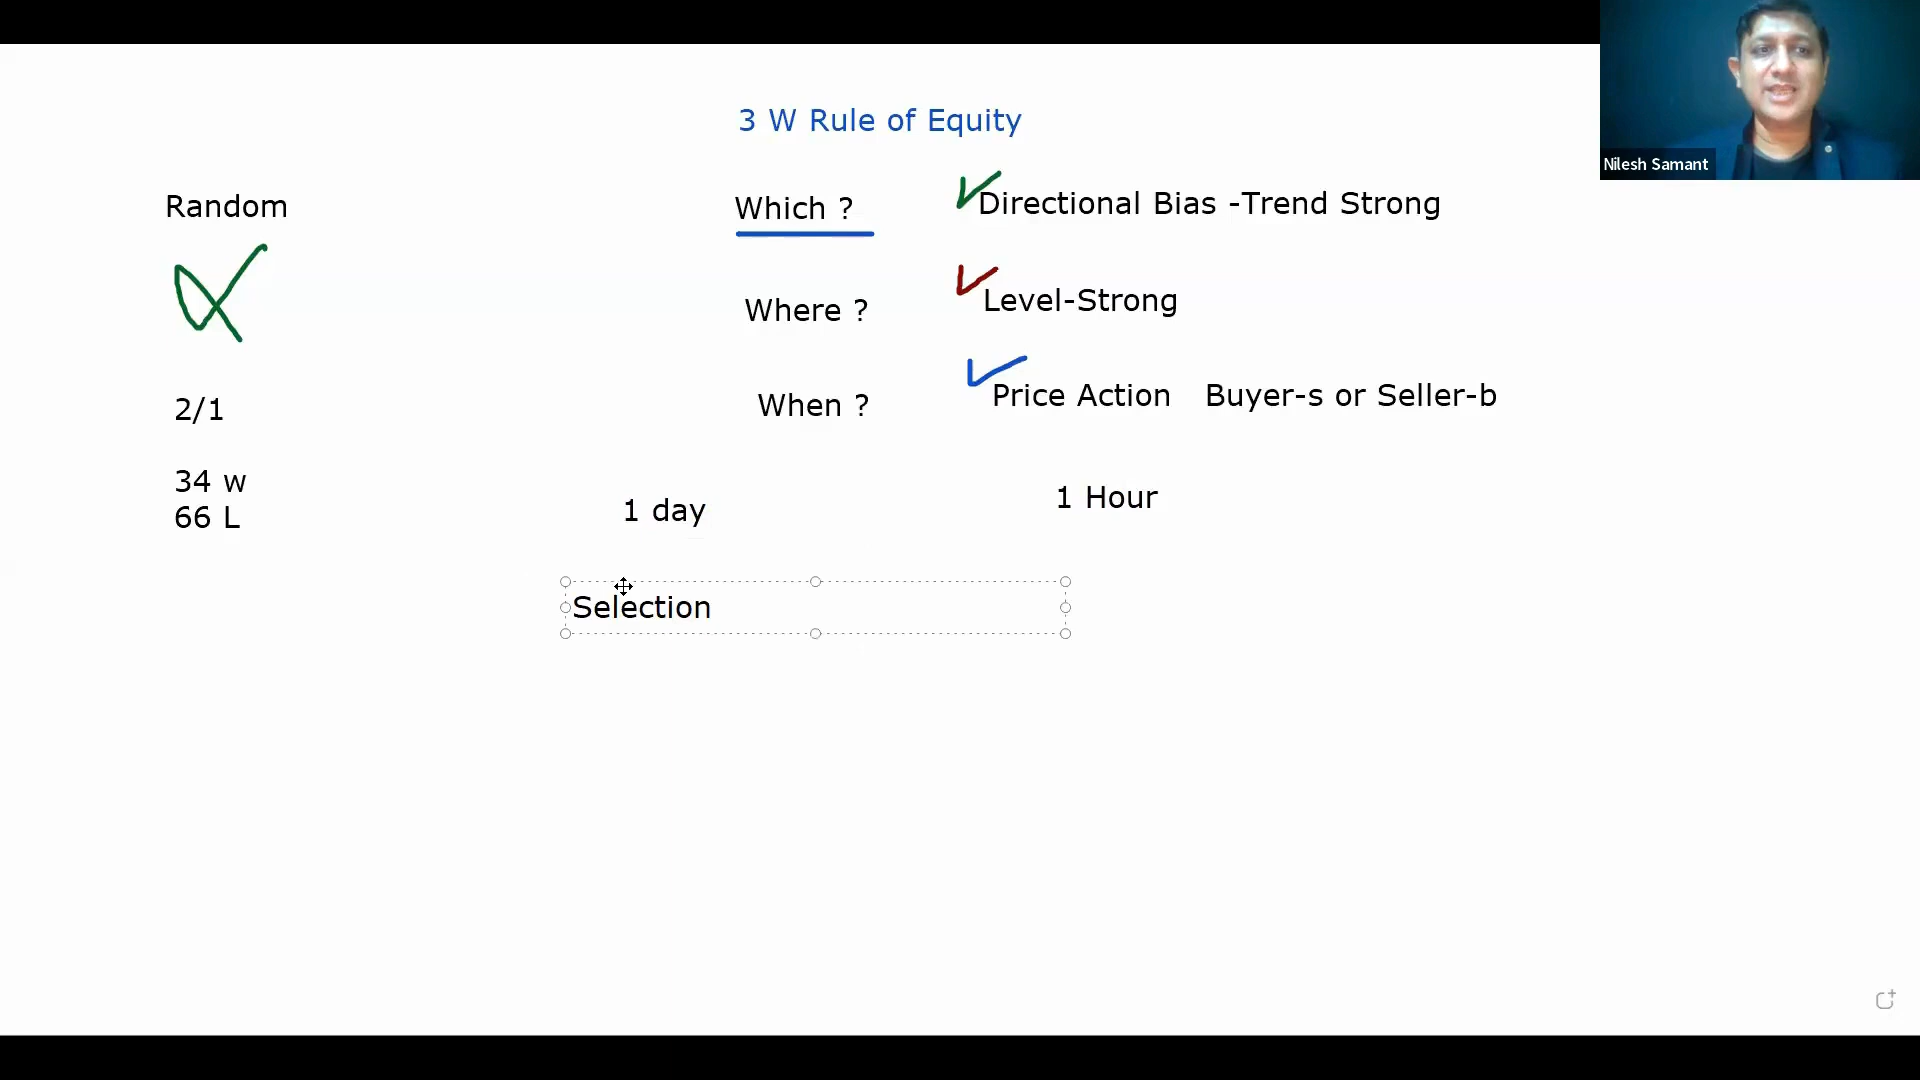 3 W Rule of Equity
Nilesh Samant
Random
Which ?
Directional Bias -Trend Strong
Where ?
Level-Strong
When ?
Price Action   Buyer-s or Seller-b
2/1
34 w
66 L
1 day
1 Hour
Selection